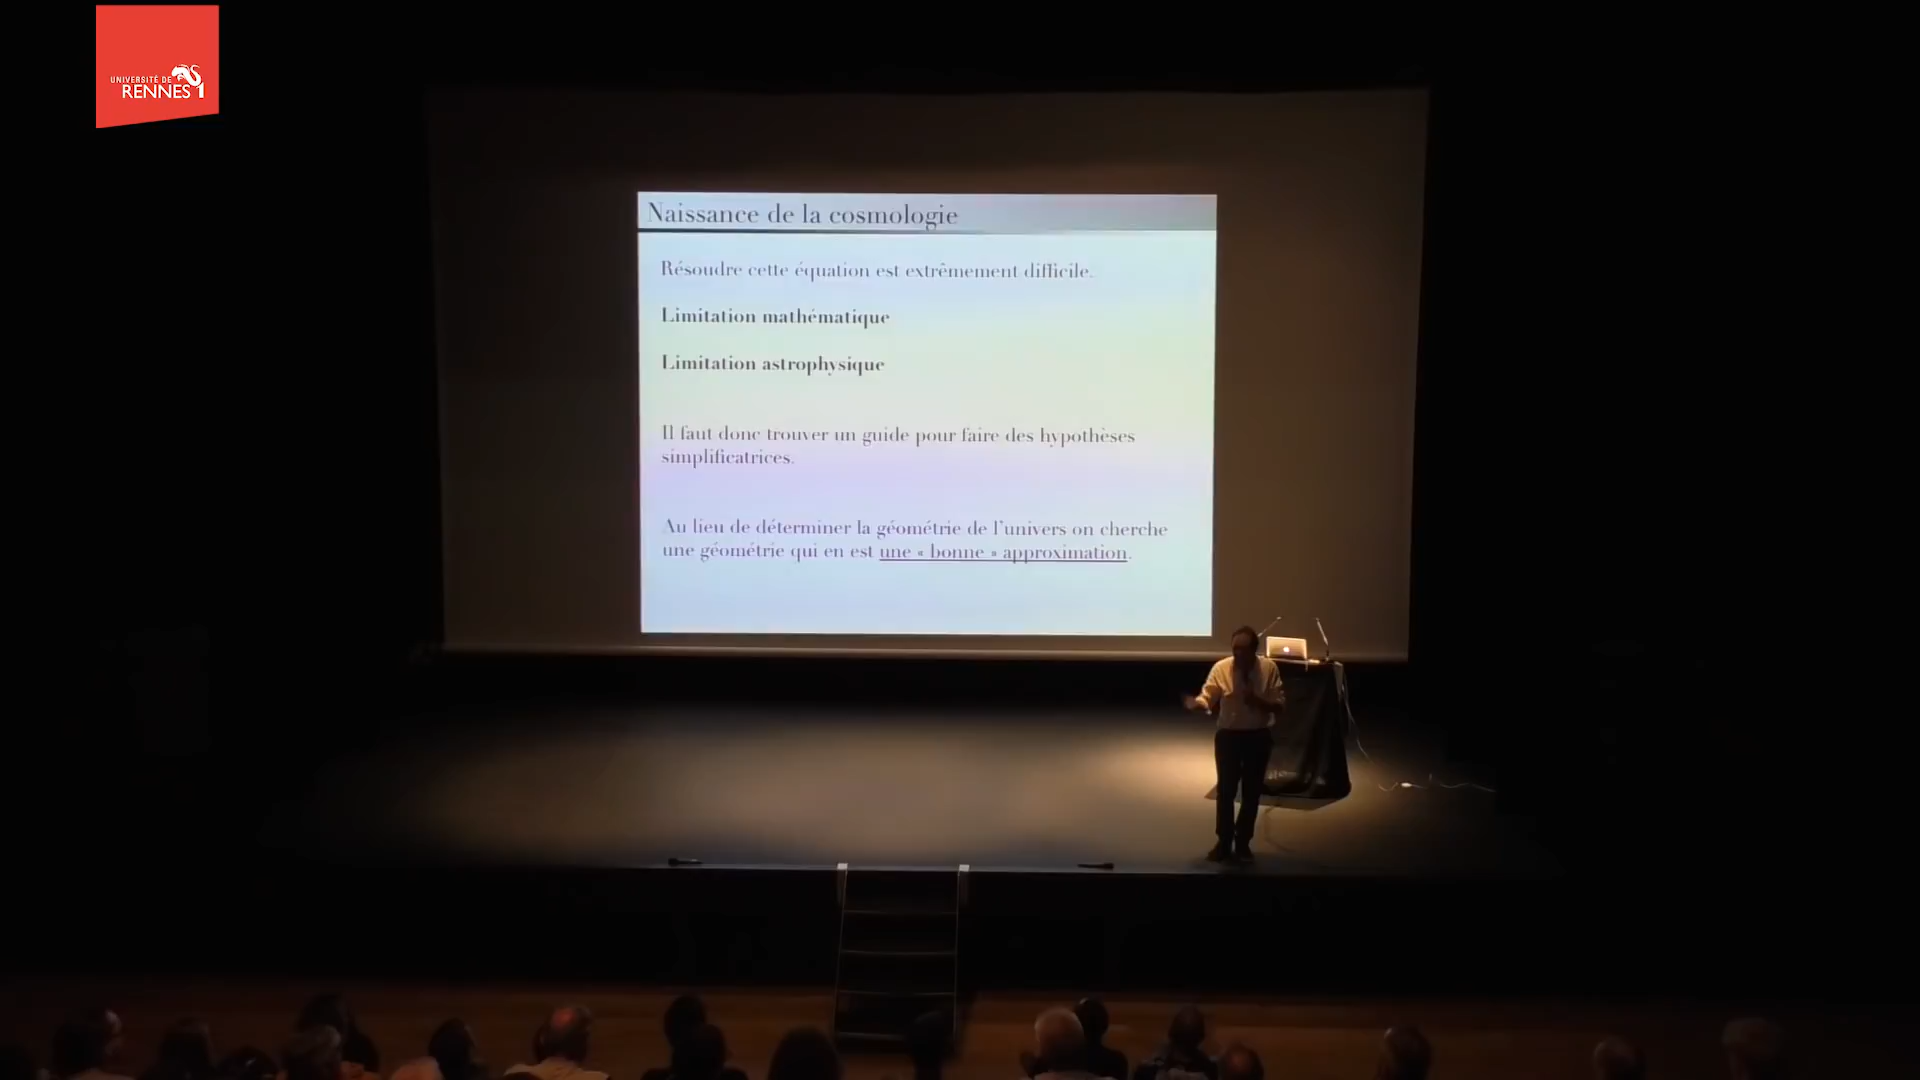 UNIVERSITÉ DE
RENNES 1
Naissance de la cosmologie
Résoudre cette équation est extrêmement difficile.
Limitation mathématique
Limitation astrophysique
Il faut donc trouver un guide pour faire des hypothèses
simplificatrices.
Au lieu de déterminer la géométrie de l'univers on cherche
une géométrie qui en est une « bonne » approximation.